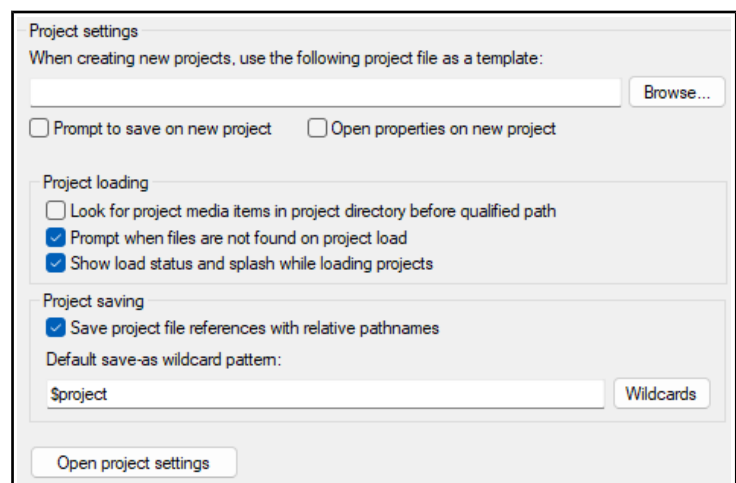 Project settings
When creating new projects, use the following project file as a template:
Browse...
Prompt to save on new project Open properties on new project
Project loading
Look for project media items in project directory before qualified path
Prompt when files are not found on project load
Show load status and splash while loading projects
Project saving
Save project file references with relative pathnames
Default save-as wildcard pattern:
$project Wildcards
Open project settings